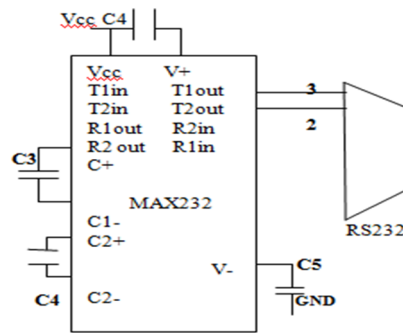 Vcc C4
Vcc V+
T1in T1out
T2in T2out
R1out R2in
R2 out R1in
C+
C3
3
2
MAX232
C1-
C2+
RS232
V- C5
C4 C2- GND